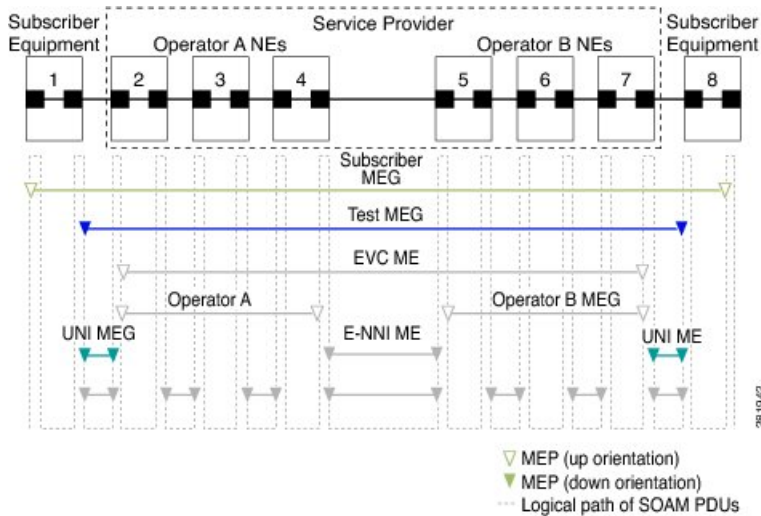 Subscriber Equipment
Service Provider
Subscriber Equipment
Operator A NEs
Operator B NEs
1
2
3
4
5
6
7
8
Subscriber MEG
Test MEG
EVC ME
Operator A
Operator B MEG
UNI MEG
E-NNI ME
UNI ME
MEP (up orientation)
MEP (down orientation)
Logical path of SOAM PDUs